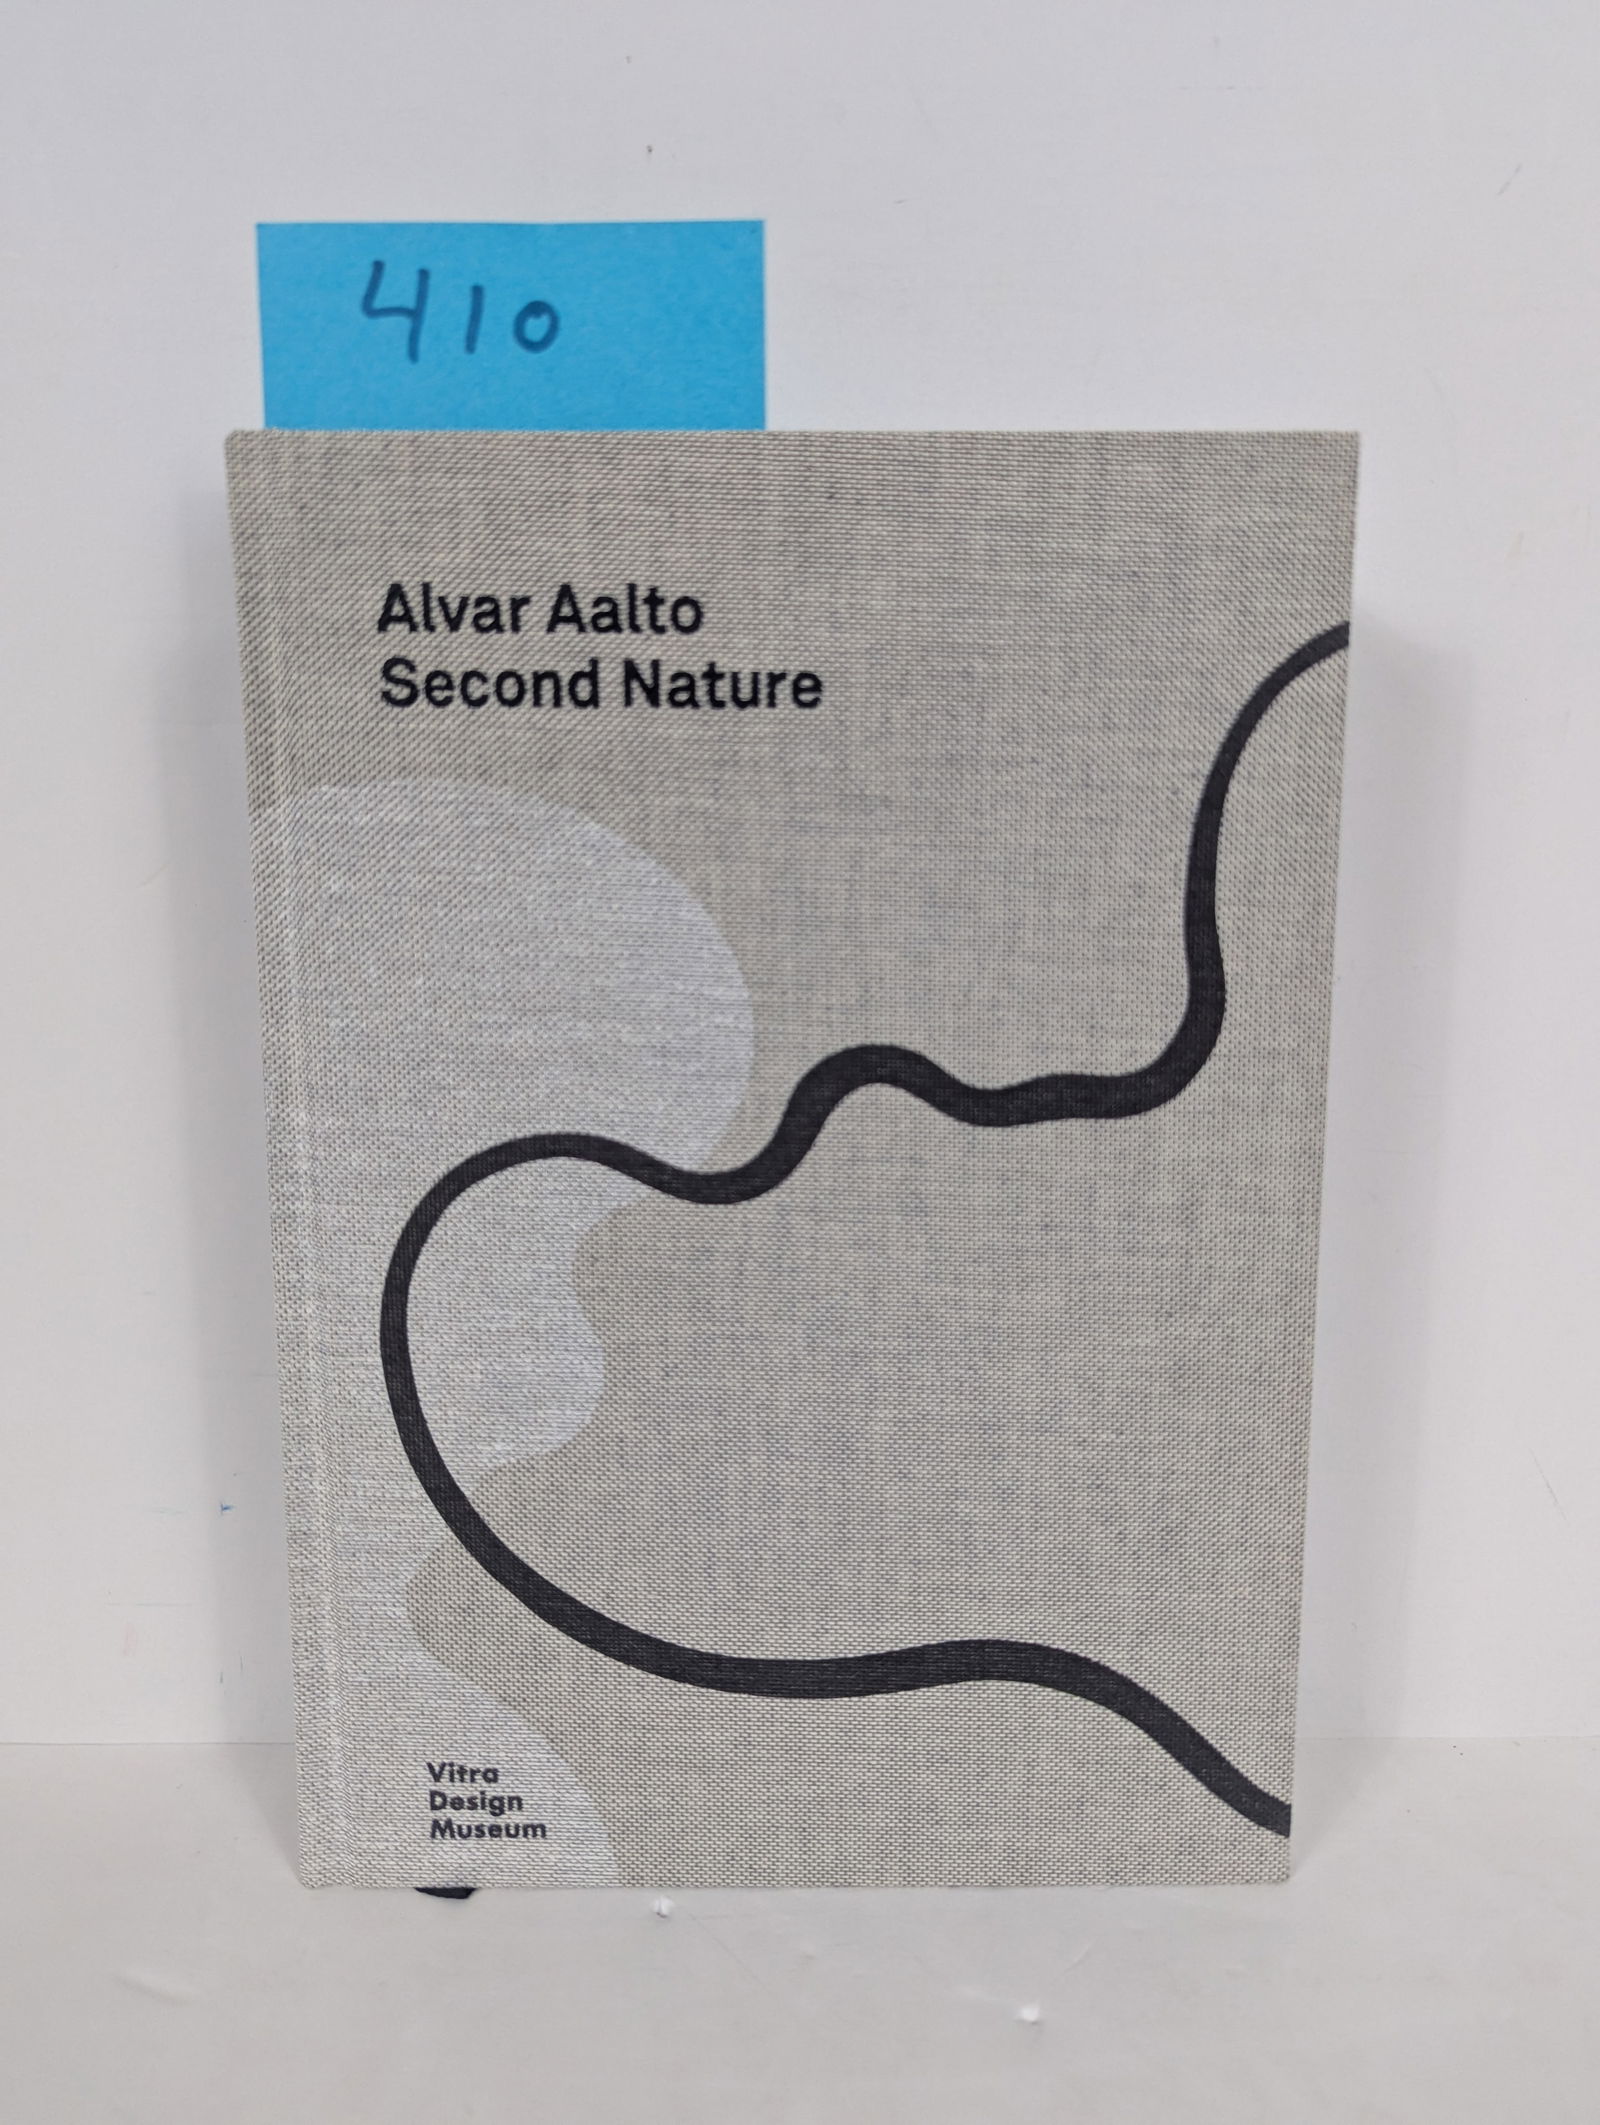 410
Alvar Aalto
Second Nature
Vitra
Design
Museum